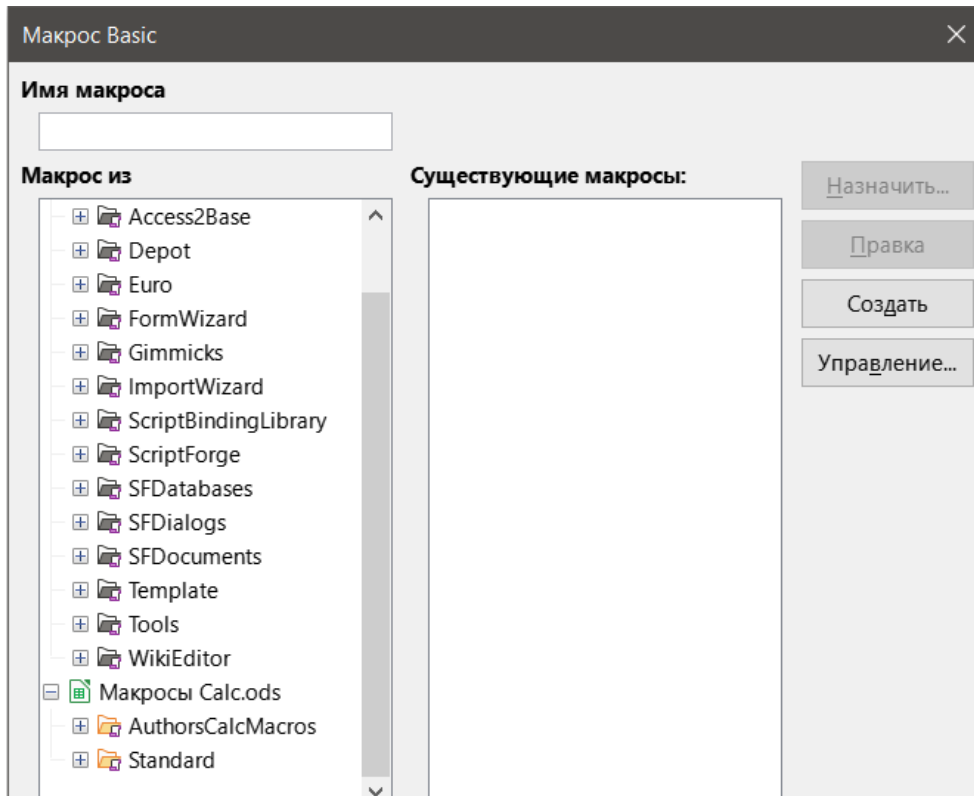 Макрос Basic
Имя макроса
Макрос из
Существующие макросы:
Назначить...
Правка
Создать
Управление...
Access2Base
Depot
Euro
FormWizard
Gimmicks
ImportWizard
ScriptBindingLibrary
ScriptForge
SFDatabases
SFDialogs
SFDocuments
Template
Tools
WikiEditor
Макросы Calc.ods
AuthorsCalcMacros
Standard